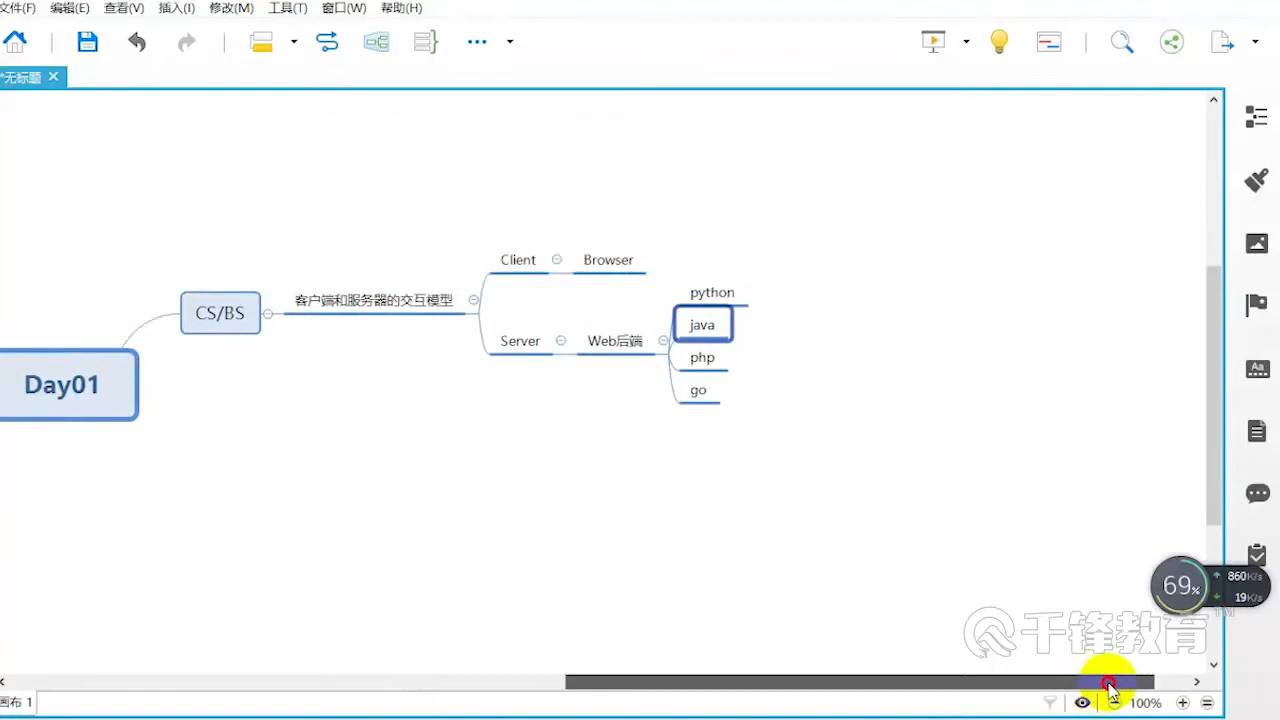 文件(F) 编辑(E) 查看(V) 插入(I) 修改(M) 工具(T) 窗口(W) 帮助(H)
*无标题
Client
Browser
python
客户端和服务器的交互模型
CS/BS
java
Server
Web后端
php
Day01
go
Aa
69%
860K/s
19K/s
千锋教育TM
画布 1
100%